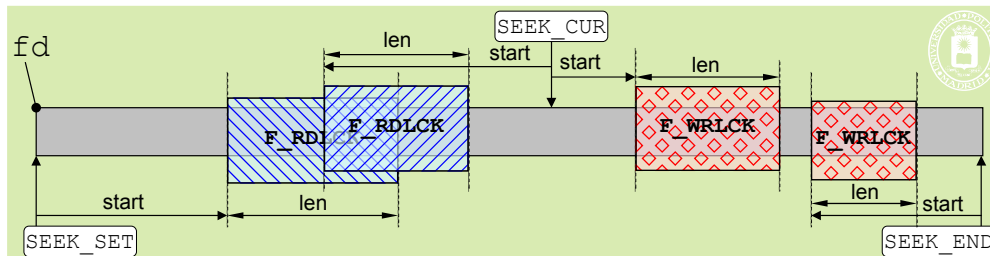 SEEK_CUR
fd
len
start
start
len
F_RDLCK
F_RDLCK
F_WRLCK
F_WRLCK
start
len
len
start
SEEK_SET
SEEK_END